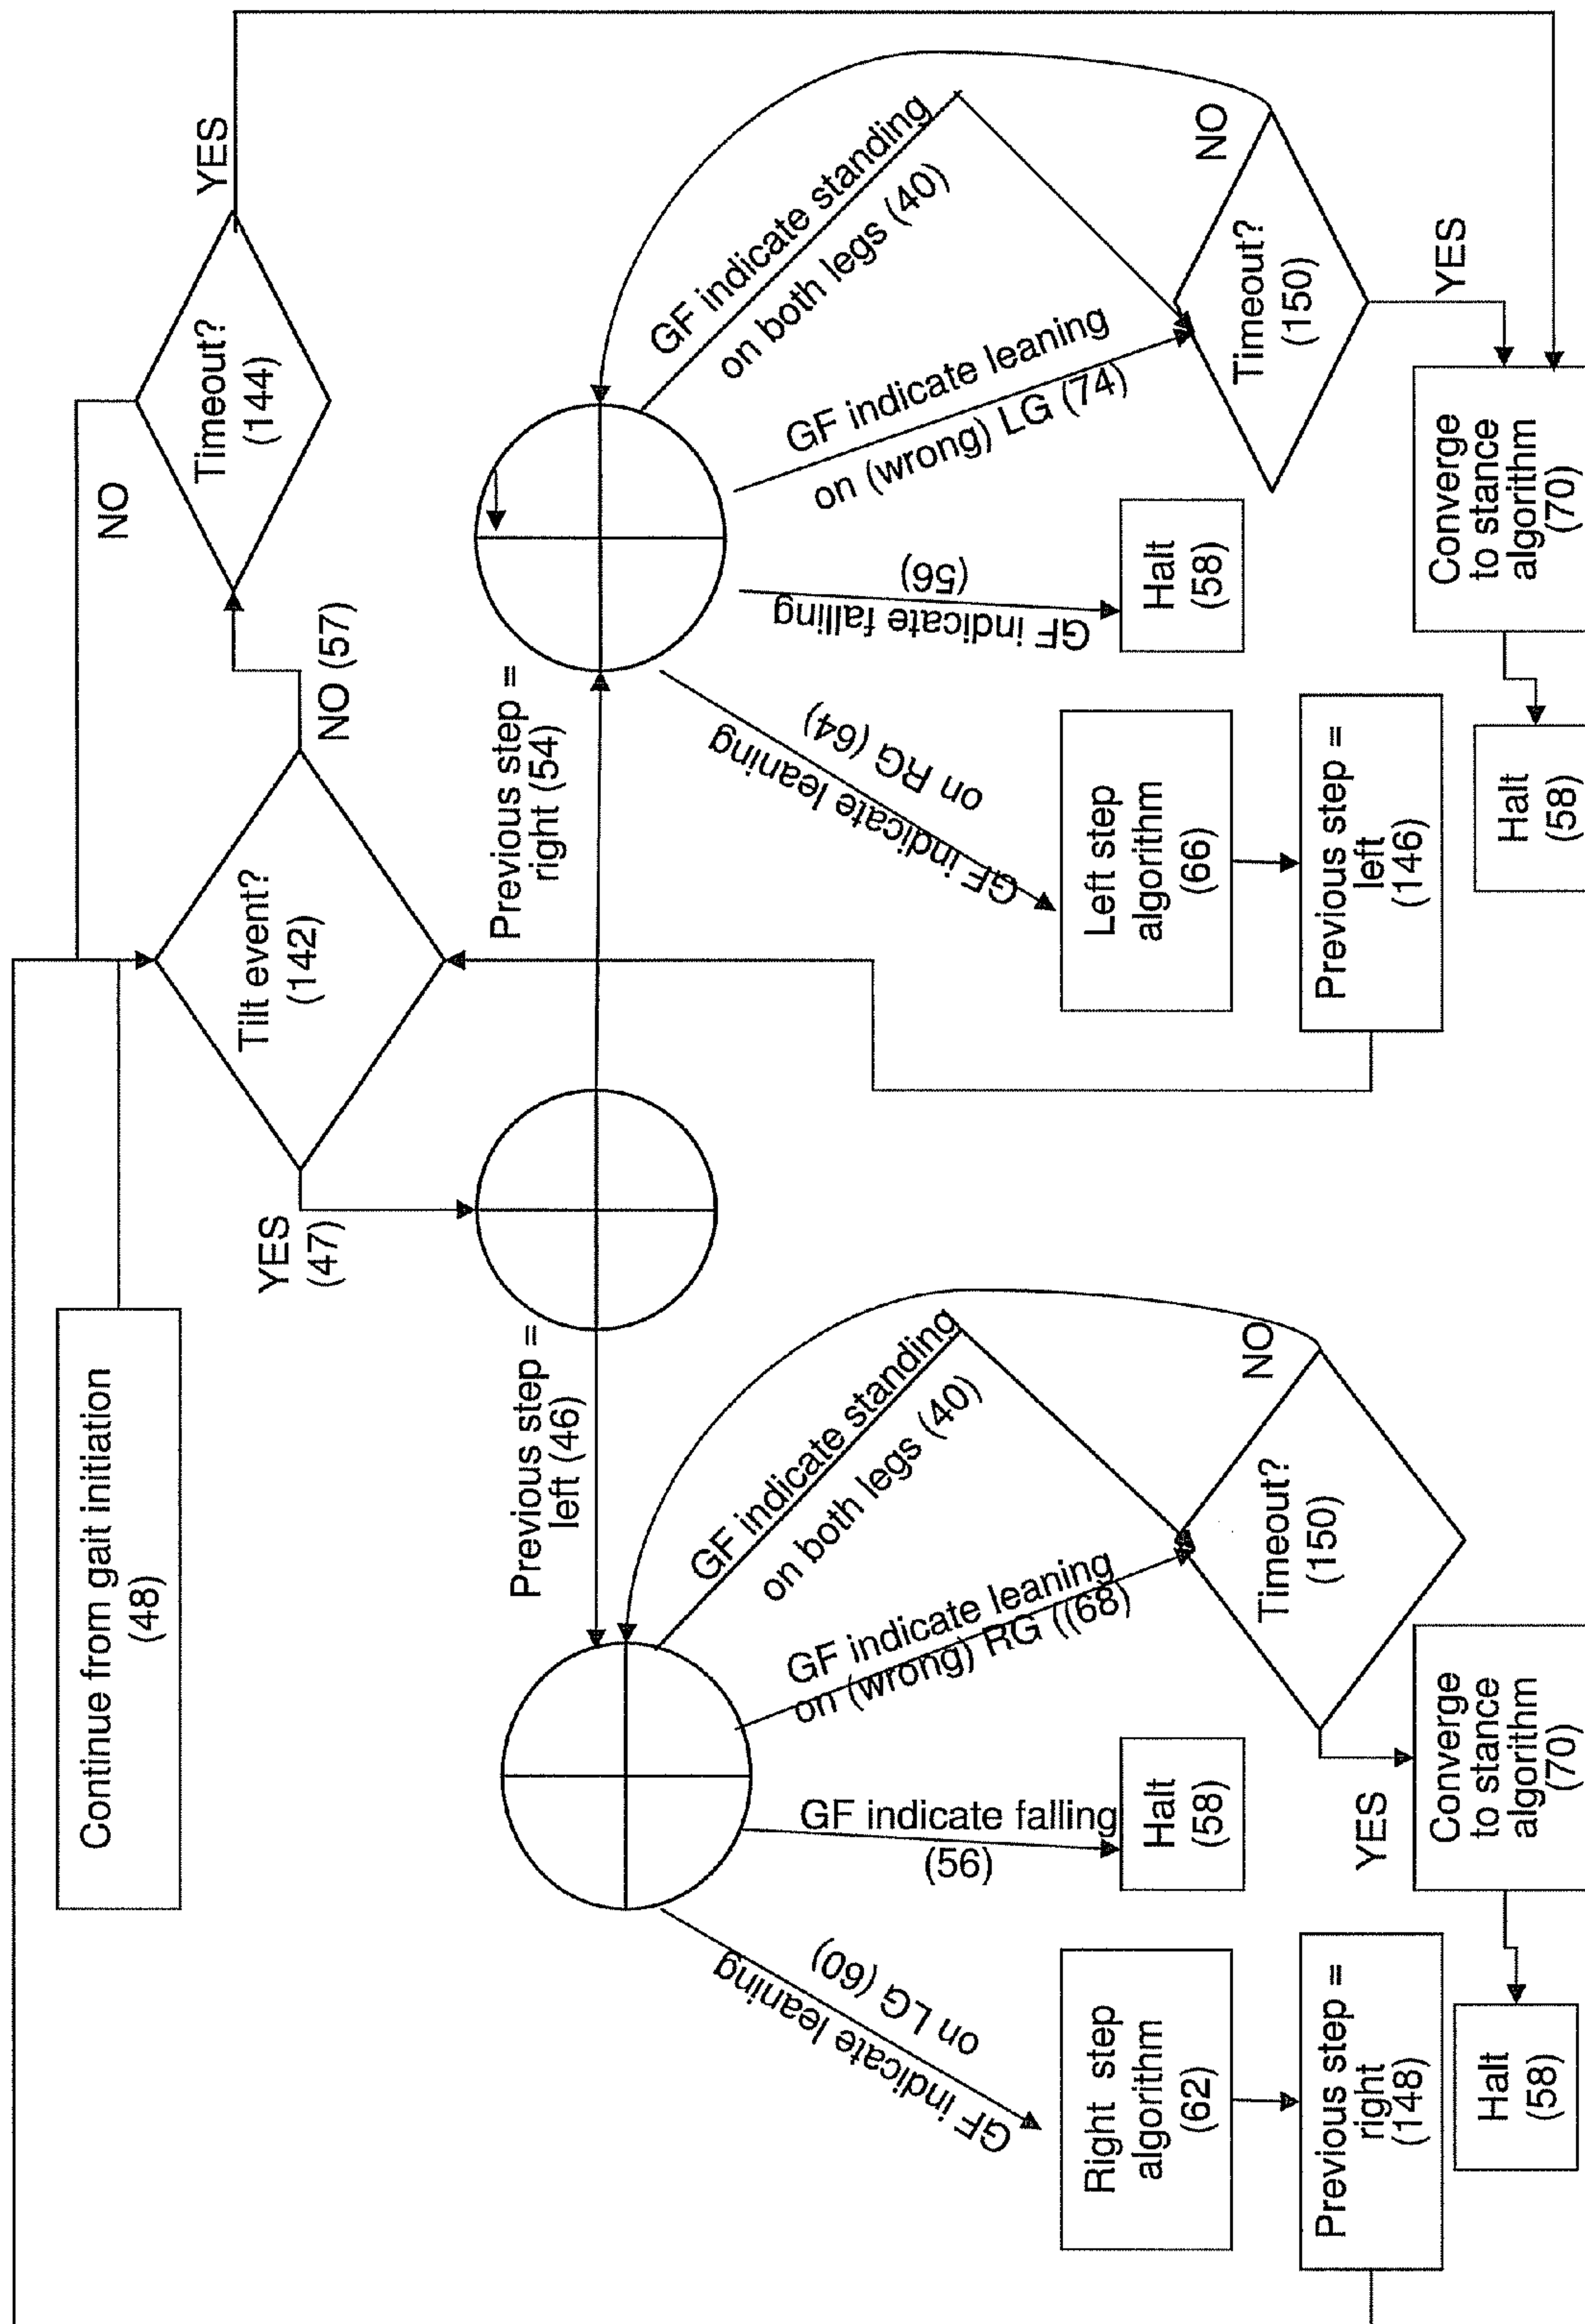 Continue from gait initiation
(48)
Tilt event?
(142)
YES
(47)
NO (57)
Timeout?
(144)
NO
YES
Previous step =
left (46)
Previous step =
right (54)
GF indicate leaning
on LG (60)
GF indicate falling
(56)
GF indicate leaning
on (wrong) RG ((68)
GF indicate standing
on both legs (40)
Right step
algorithm
(62)
Previous step =
right
(148)
Halt
(58)
Timeout?
(150)
NO
YES
Converge
to stance
algorithm
(70)
Halt
(58)
GF indicate leaning
on RG (64)
GF indicate falling
(56)
GF indicate leaning
on (wrong) LG (74)
GF indicate standing
on both legs (40)
Left step
algorithm
(66)
Previous step =
left
(146)
Halt
(58)
Timeout?
(150)
NO
YES
Converge
to stance
algorithm
(70)
Halt
(58)